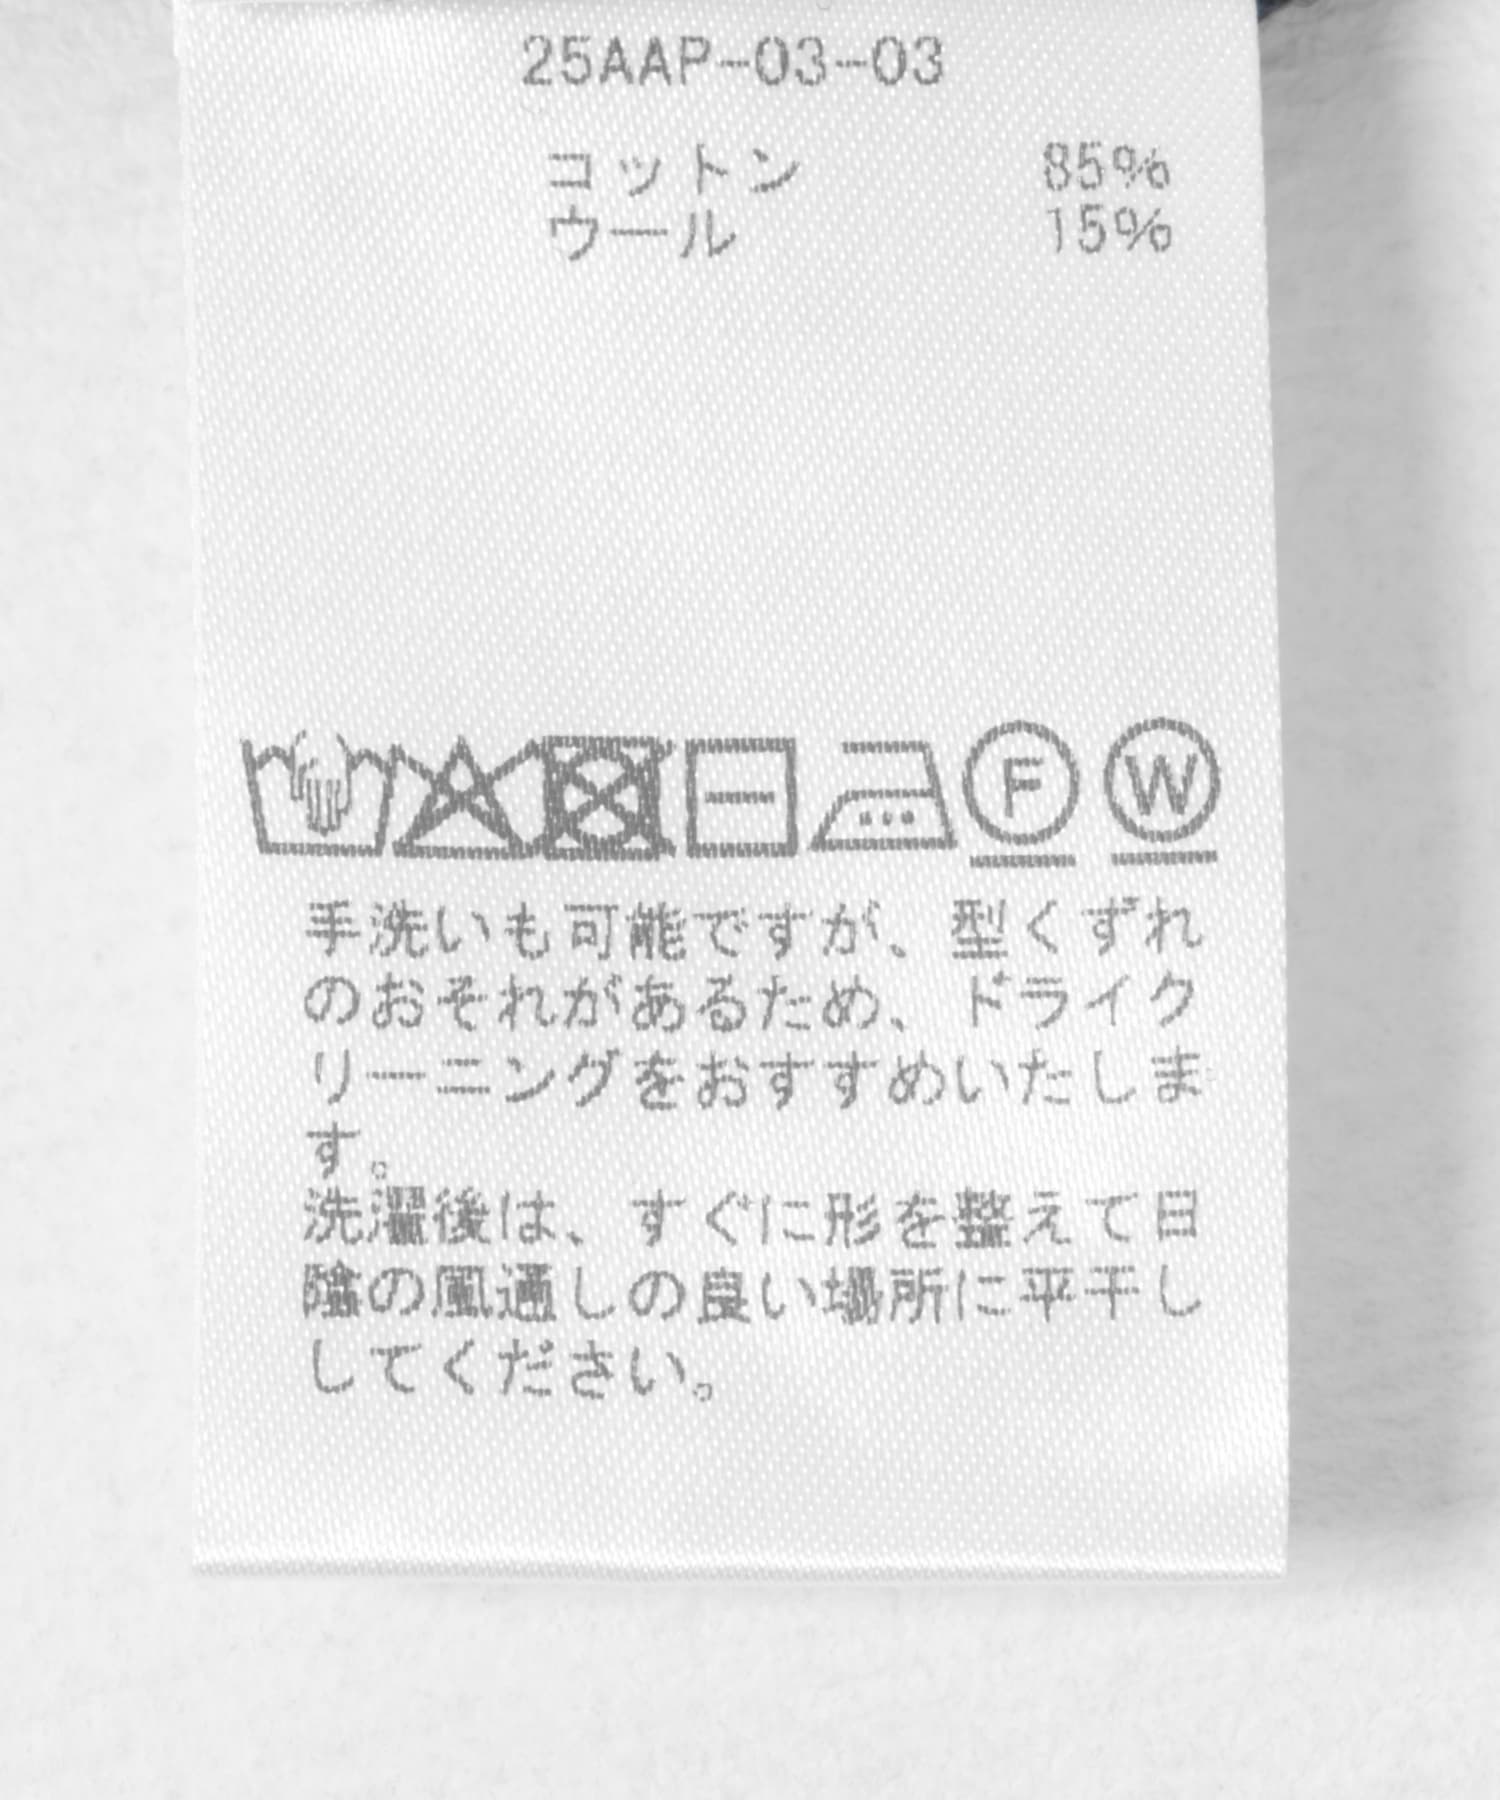 25AAP-03-03
コットン 85%
ウール 15%
F W
手洗いも可能ですが、型くずれ
のおそれがあるため、ドライク
リーニングをおすすめいたしま
す。
洗濯後は、すぐに形を整えて日
陰の風通しの良い場所に平干し
してください。